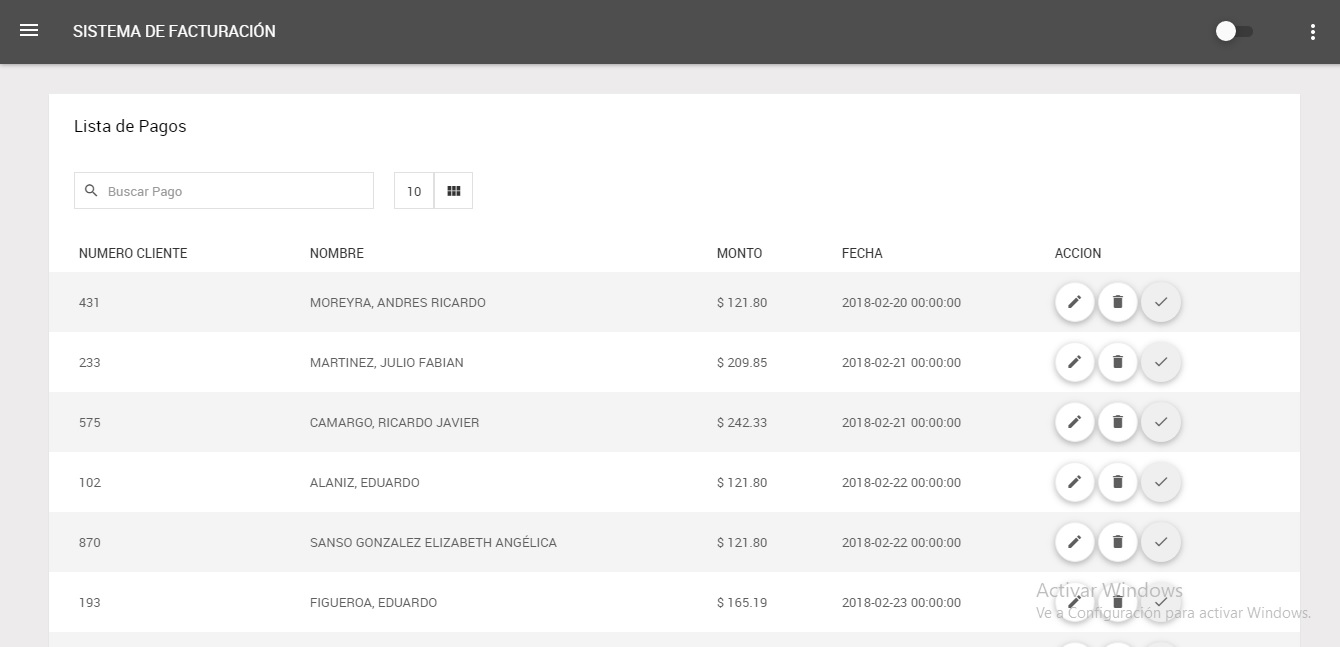 SISTEMA DE FACTURACIÓN
Lista de Pagos
Buscar Pago 10
NUMERO CLIENTE NOMBRE MONTO FECHA ACCION
431 MOREYRA, ANDRES RICARDO $ 121.80 2018-02-20 00:00:00
233 MARTINEZ, JULIO FABIAN $ 209.85 2018-02-21 00:00:00
575 CAMARGO, RICARDO JAVIER $ 242.33 2018-02-21 00:00:00
102 ALANIZ, EDUARDO $ 121.80 2018-02-22 00:00:00
870 SANSO GONZALEZ ELIZABETH ANGÉLICA $ 121.80 2018-02-22 00:00:00
193 FIGUEROA, EDUARDO $ 165.19 2018-02-23 00:00:00
Activar Windows
Ve a Configuración para activar Windows.